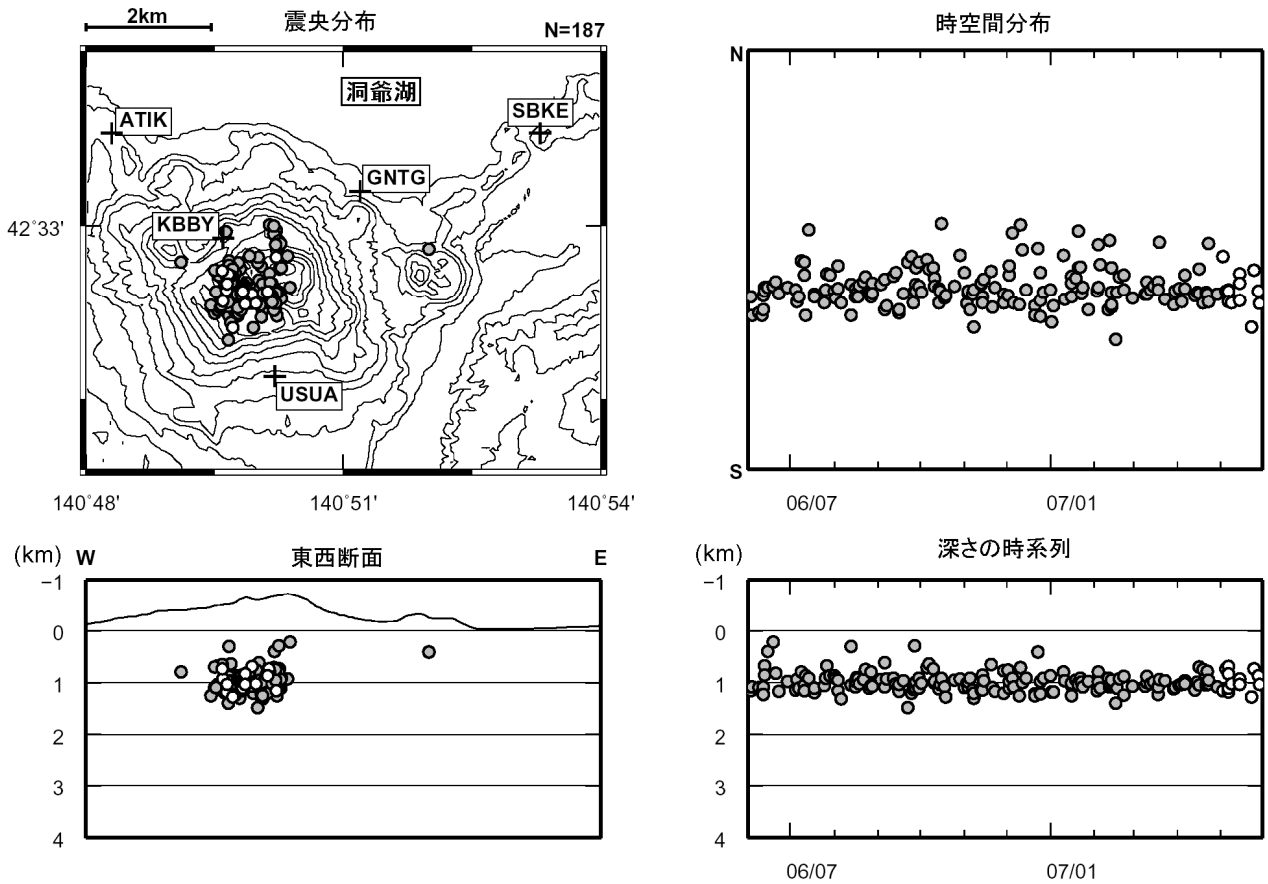 2km
震央分布
N=187
洞爺湖
ATIK
SBKE
GNTG
KBBY
USUA
42°33'
140°48'
140°51'
140°54'
時空間分布
N
S
06/07
07/01
(km)
W
東西断面
E
−1
0
1
2
3
4
(km)
深さの時系列
−1
0
1
2
3
4
06/07
07/01